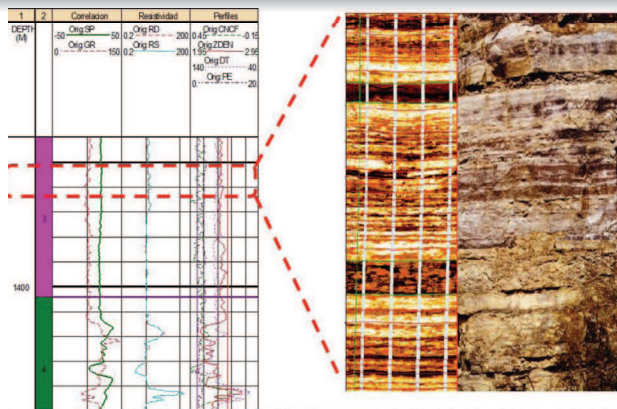 1 2 Correlacion Resistividad Perfiles
DEPTH
(M)
Orig:SP
-50 50
Orig:GR
0 150
Orig:RD
0.2 200
Orig:RS
0.2 200
Orig:CNCF
0.45 -0.15
Orig:ZDEN
1.95 2.95
Orig:DT
140 40
Orig:PE
0 20
3
1400
4